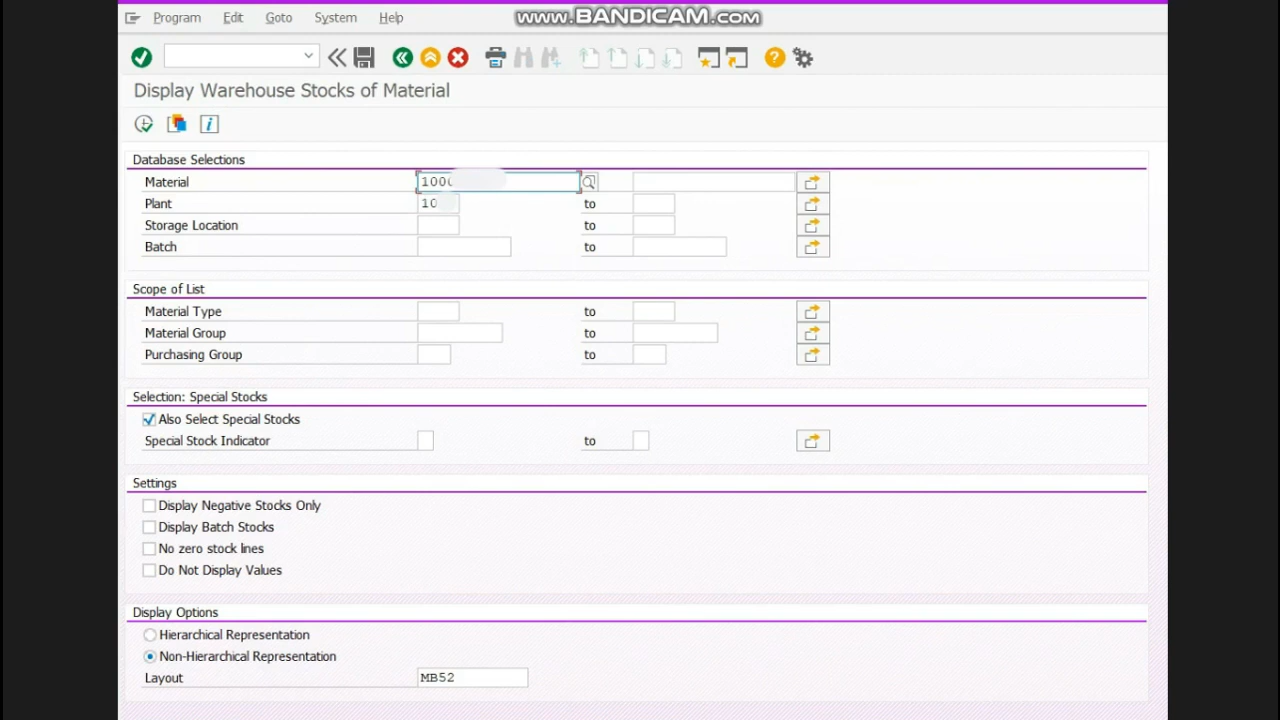 Program Edit Goto System Help
www.BANDICAM.com
Display Warehouse Stocks of Material
Database Selections
Material
Plant 10 to
Storage Location to
Batch to
Scope of List
Material Type to
Material Group to
Purchasing Group to
Selection: Special Stocks
Also Select Special Stocks
Special Stock Indicator to
Settings
Display Negative Stocks Only
Display Batch Stocks
No zero stock lines
Do Not Display Values
Display Options
Hierarchical Representation
Non-Hierarchical Representation
Layout MB52